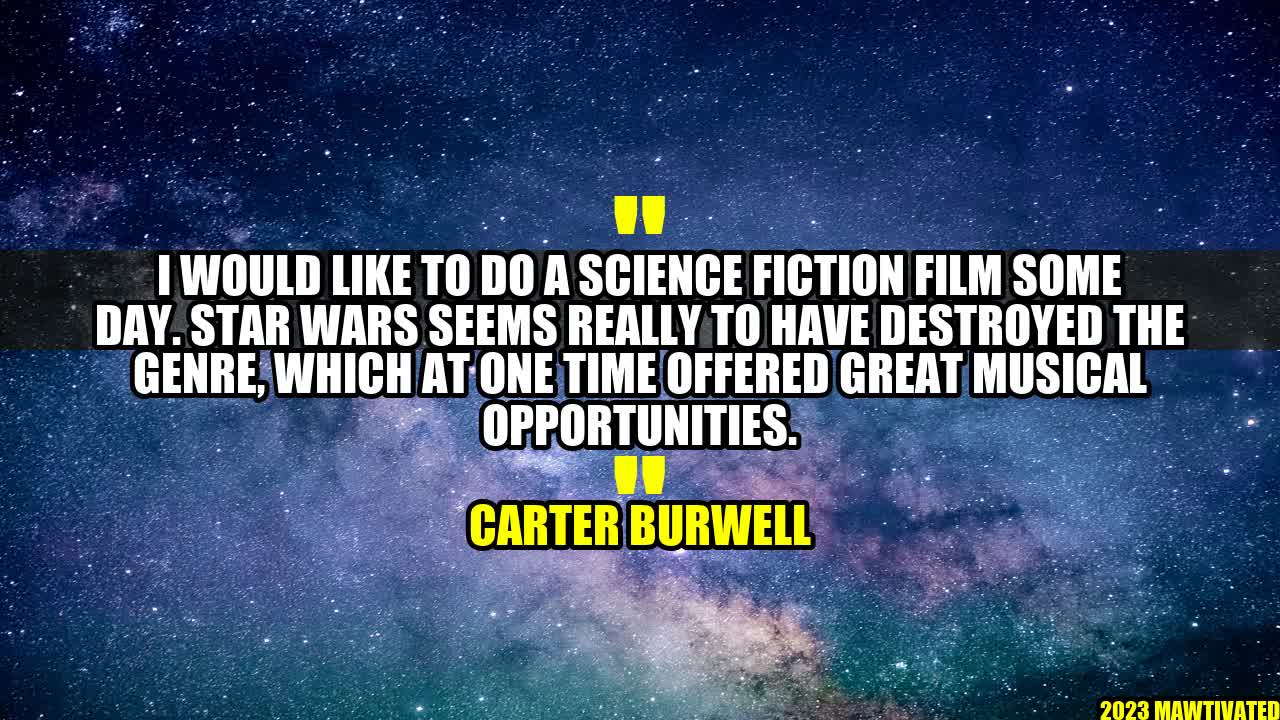 "
I WOULD LIKE TO DO A SCIENCE FICTION FILM SOME
DAY. STAR WARS SEEMS REALLY TO HAVE DESTROYED THE
GENRE, WHICH AT ONE TIME OFFERED GREAT MUSICAL
OPPORTUNITIES.
"
CARTER BURWELL
2023 MAWTIVATED